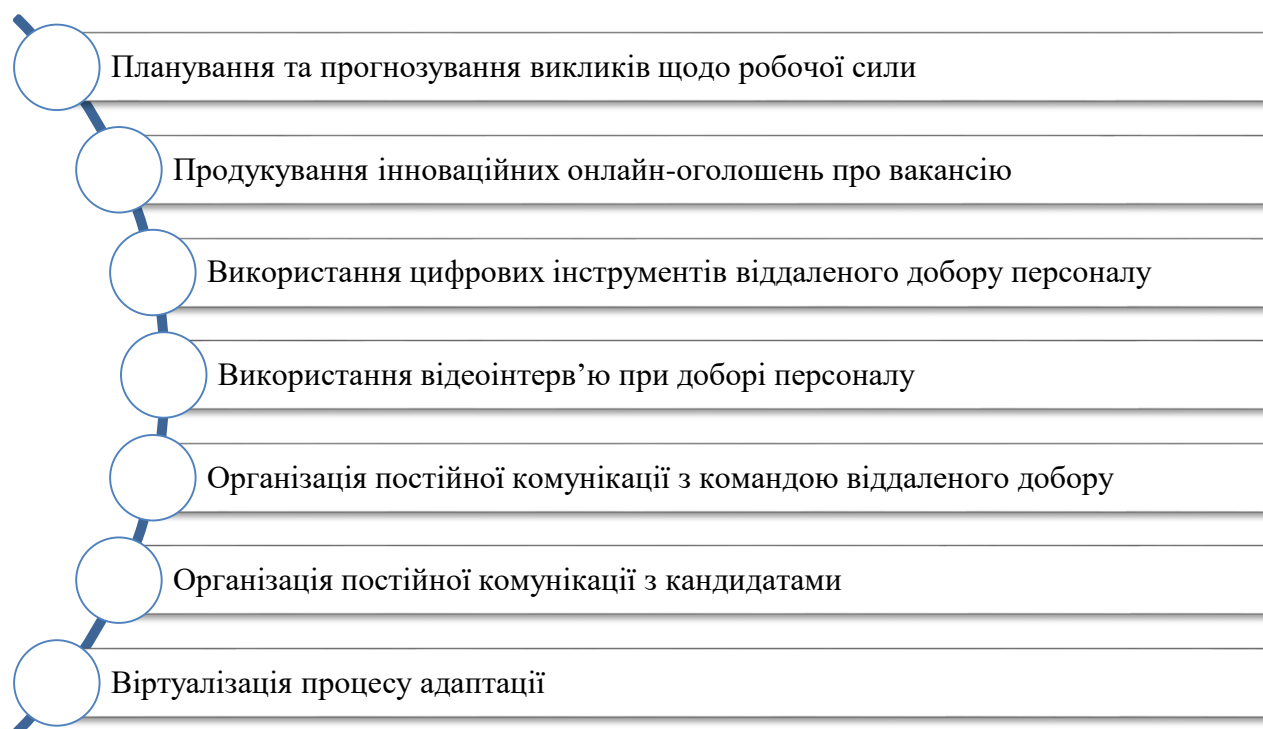 Планування та прогнозування викликів щодо робочої сили
Продукування інноваційних онлайн-оголошень про вакансію
Використання цифрових інструментів віддаленого добору персоналу
Використання відеоінтерв’ю при доборі персоналу
Організація постійної комунікації з командою віддаленого добору
Організація постійної комунікації з кандидатами
Віртуалізація процесу адаптації